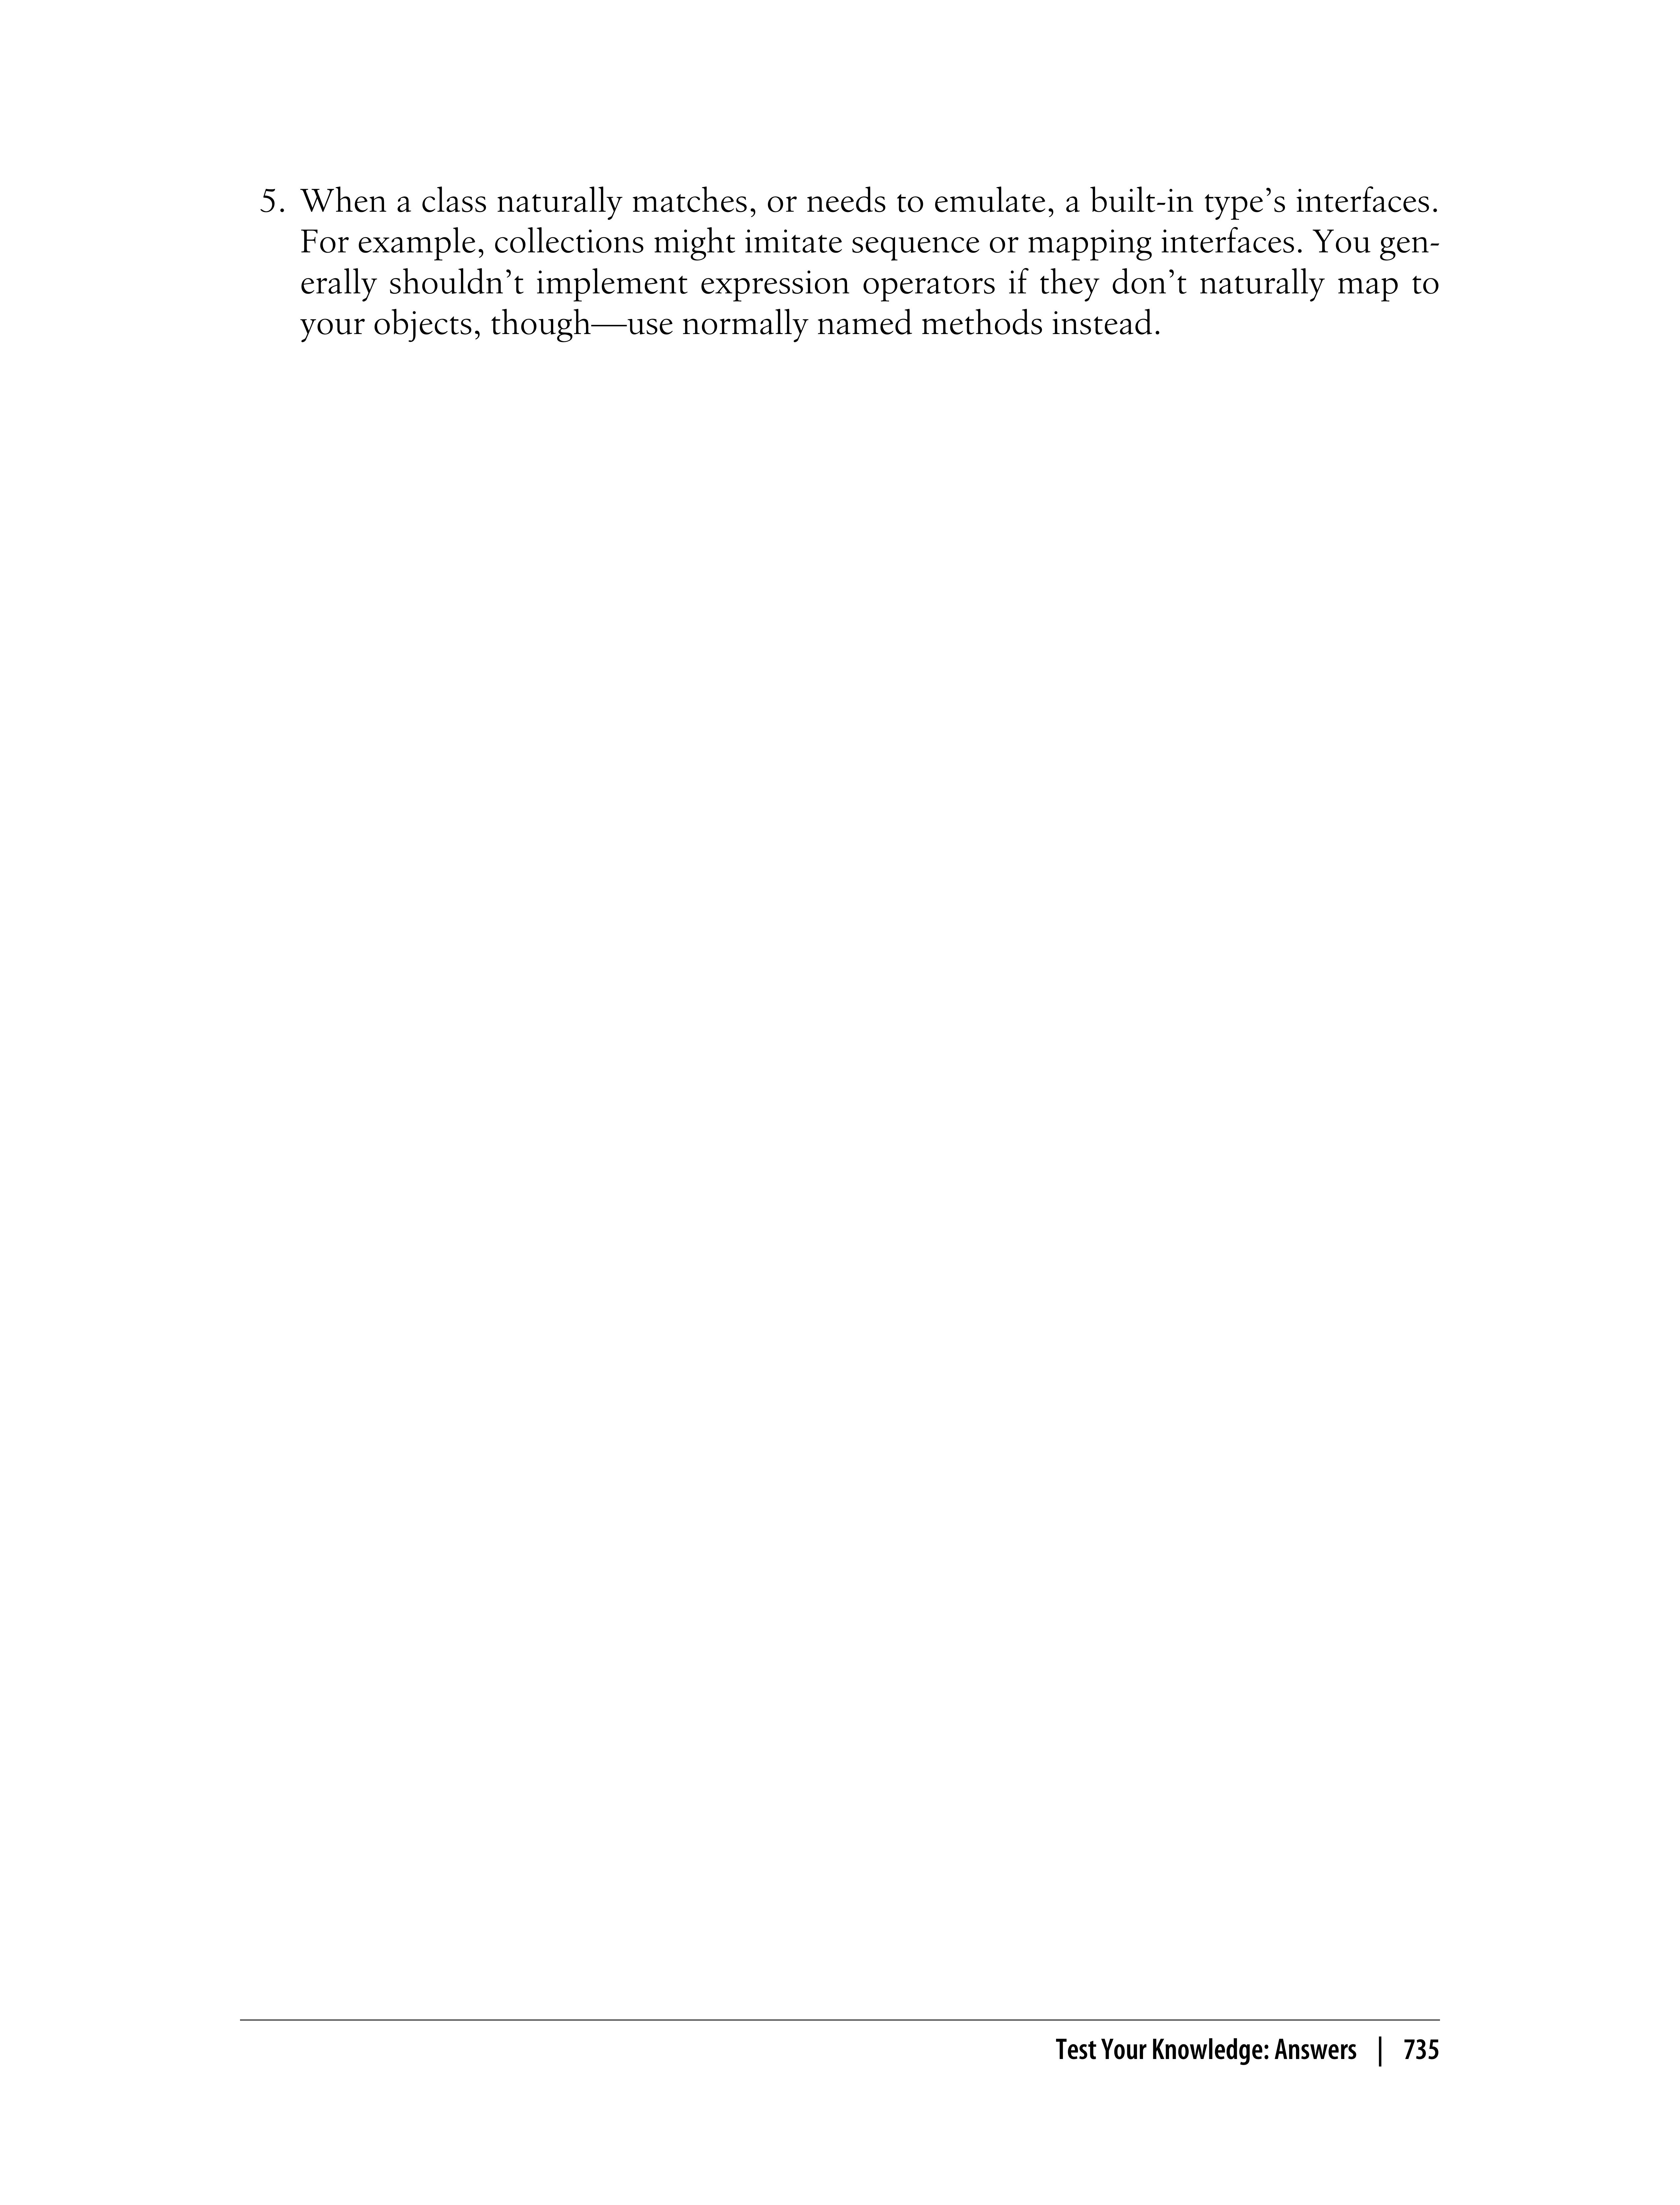 5. When a class naturally matches, or needs to emulate, a built-in type’s interfaces.
For example, collections might imitate sequence or mapping interfaces. You gen-
erally shouldn’t implement expression operators if they don’t naturally map to
your objects, though—use normally named methods instead.
Test Your Knowledge: Answers | 735